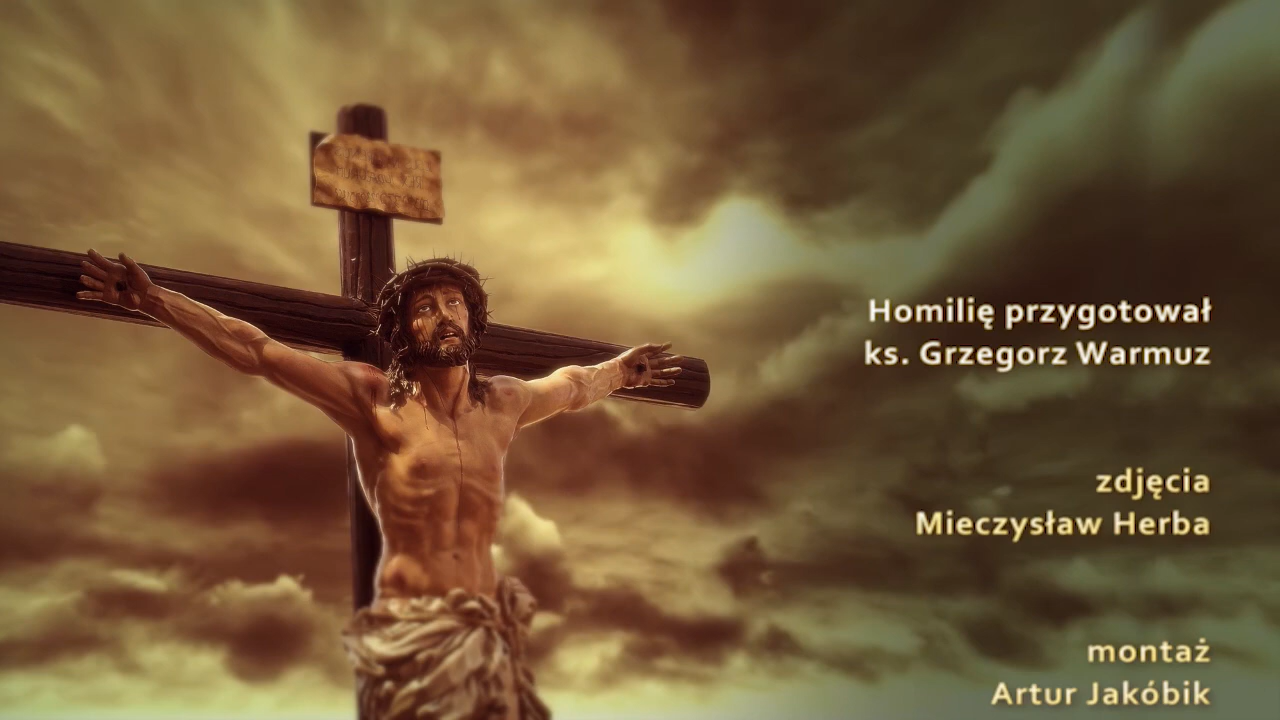 Homilię przygotował
ks. Grzegorz Warmuz
zdjęcia
Mieczysław Herba
montaż
Artur Jakóbik